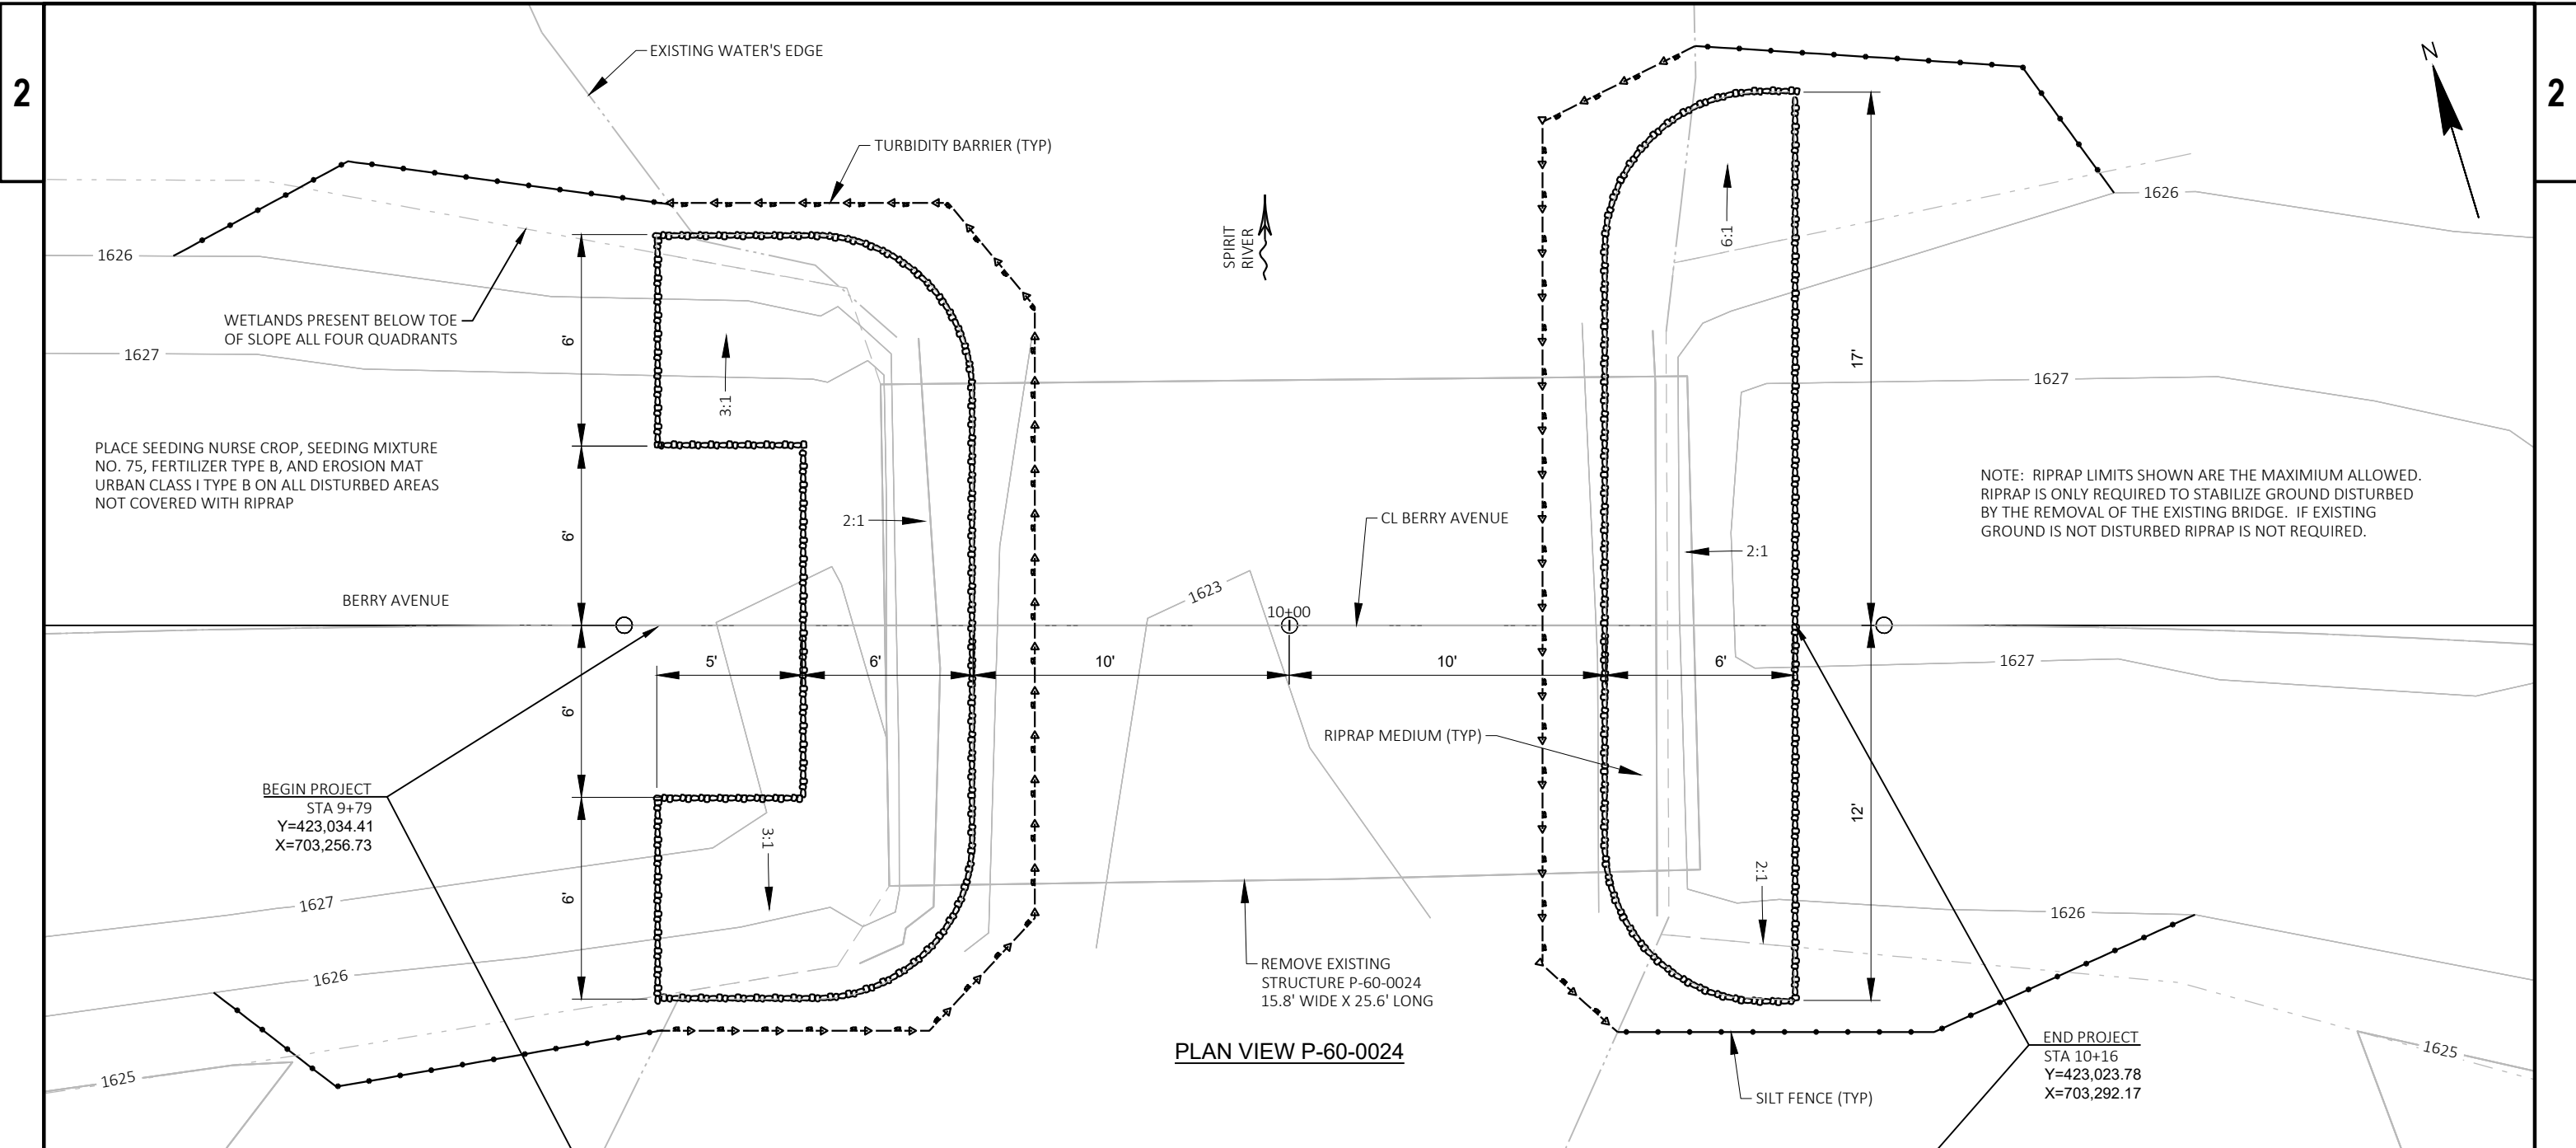 2
2
EXISTING WATER'S EDGE
N
TURBIDITY BARRIER (TYP)
1626
SPIRIT
RIVER
6:1
1626
WETLANDS PRESENT BELOW TOE
OF SLOPE ALL FOUR QUADRANTS
6'
1627
17'
1627
3:1
PLACE SEEDING NURSE CROP, SEEDING MIXTURE
NO. 75, FERTILIZER TYPE B, AND EROSION MAT
URBAN CLASS I TYPE B ON ALL DISTURBED AREAS
NOT COVERED WITH RIPRAP
NOTE: RIPRAP LIMITS SHOWN ARE THE MAXIMIUM ALLOWED.
RIPRAP IS ONLY REQUIRED TO STABILIZE GROUND DISTURBED
BY THE REMOVAL OF THE EXISTING BRIDGE. IF EXISTING
GROUND IS NOT DISTURBED RIPRAP IS NOT REQUIRED.
6'
2:1
CL BERRY AVENUE
2:1
1623
BERRY AVENUE
10+00
5'
6'
10'
10'
6'
1627
6'
RIPRAP MEDIUM (TYP)
BEGIN PROJECT
STA 9+79
Y=423,034.41
X=703,256.73
3:1
12'
2:1
6'
1627
1626
1626
REMOVE EXISTING
STRUCTURE P-60-0024
15.8' WIDE X 25.6' LONG
PLAN VIEW P-60-0024
END PROJECT
STA 10+16
Y=423,023.78
X=703,292.17
1625
1625
SILT FENCE (TYP)